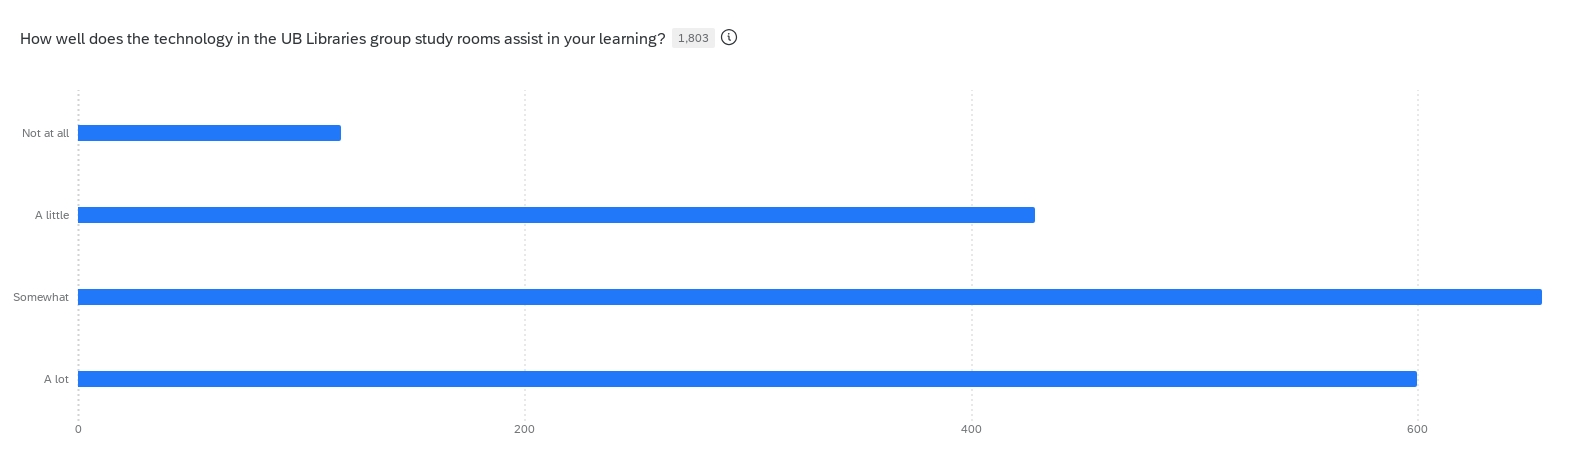 How well does the technology in the UB Libraries group study rooms assist in your learning? 1,803
Not at all
A little
Somewhat
A lot
0 200 400 600